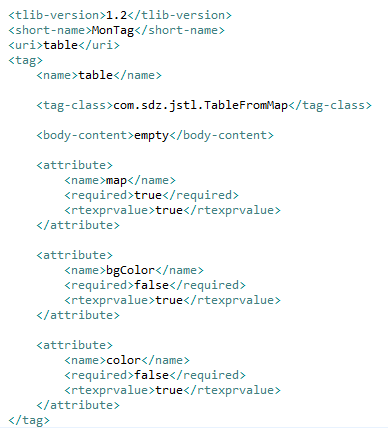 <tlib-version>1.2</tlib-version>
<short-name>MonTag</short-name>
<uri>table</uri>
<tag>
<name>table</name>
<tag-class>com.sdz.jstl.TableFromMap</tag-class>
<body-content>empty</body-content>
<attribute>
<name>map</name>
<required>true</required>
<rtexprvalue>true</rtexprvalue>
</attribute>
<attribute>
<name>bgColor</name>
<required>false</required>
<rtexprvalue>true</rtexprvalue>
</attribute>
<attribute>
<name>color</name>
<required>false</required>
<rtexprvalue>true</rtexprvalue>
</attribute>
</tag>